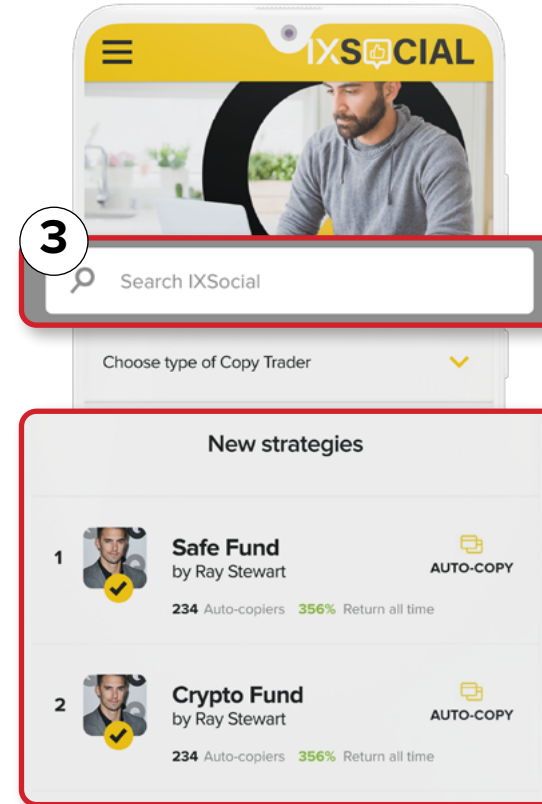 IXSOCIAL
3
Search IXSocial
Choose type of Copy Trader
New strategies
1
Safe Fund
by Ray Stewart
AUTO-COPY
234 Auto-copiers 356% Return all time
2
Crypto Fund
by Ray Stewart
AUTO-COPY
234 Auto-copiers 356% Return all time